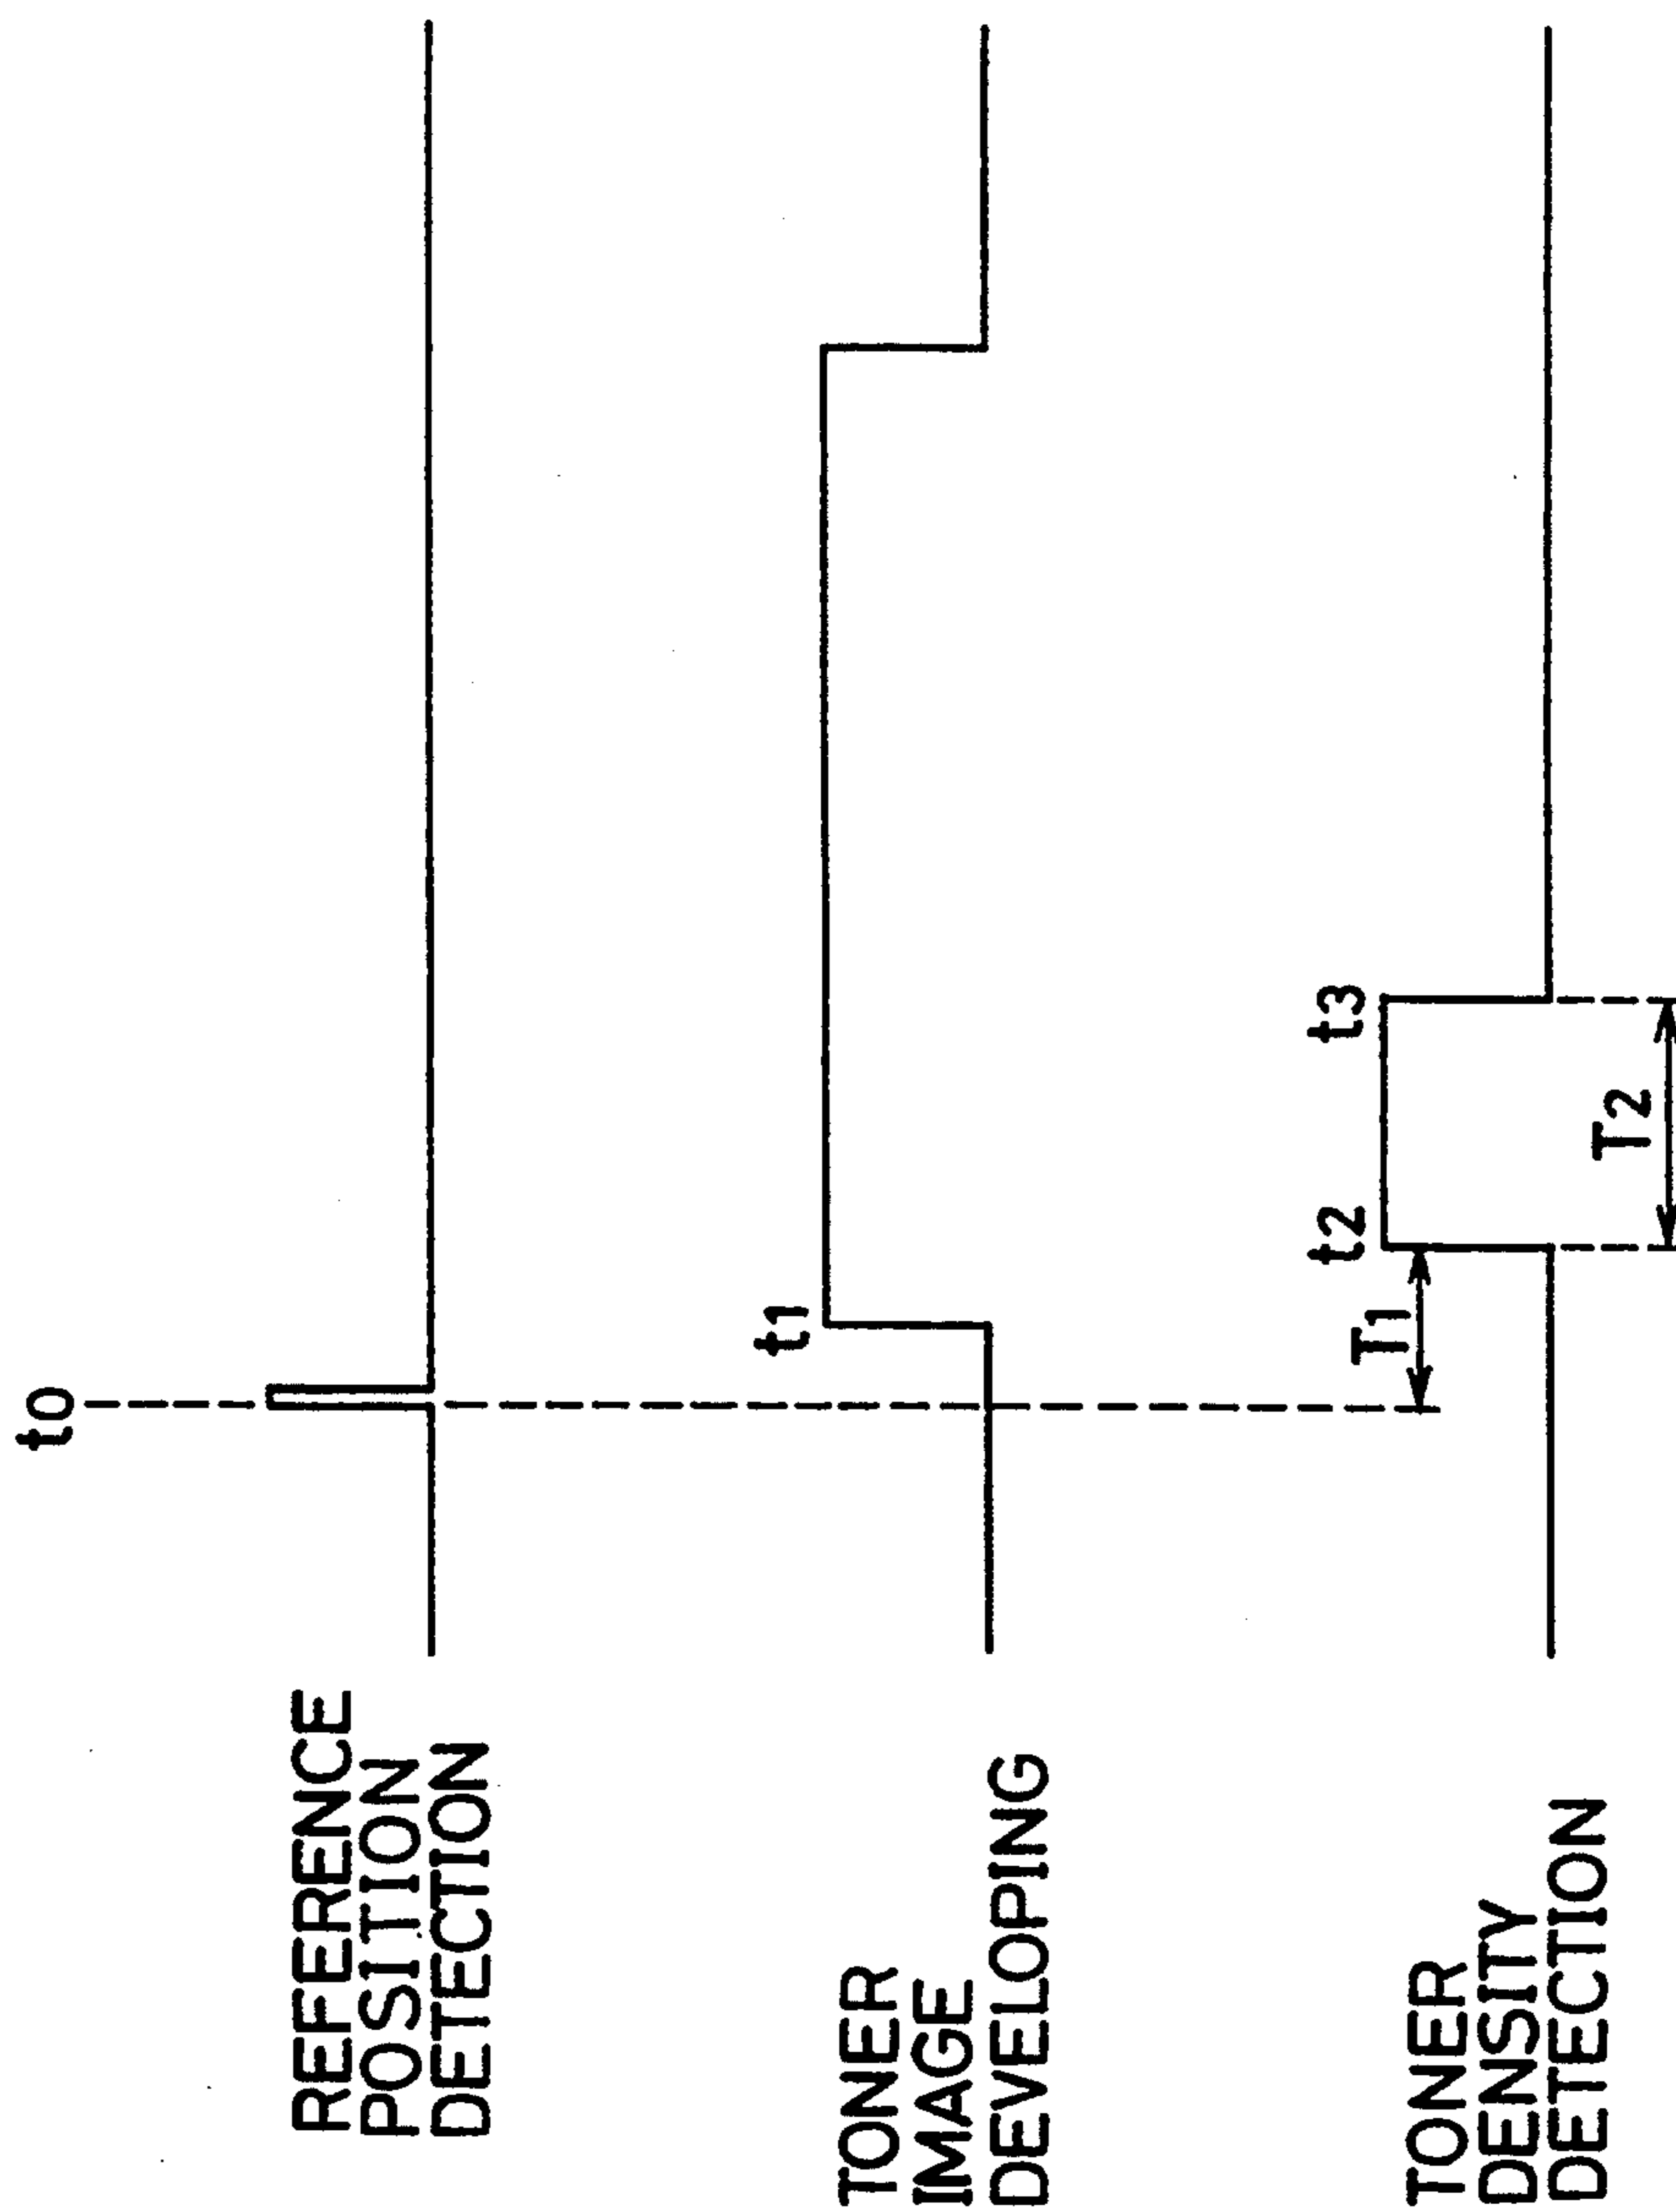 t0
REFERENCE
POSITION
DETECTION
t1
TONER
IMAGE
DEVELOPING
t2
t3
T1
T2
TONER
DENSITY
DETECTION